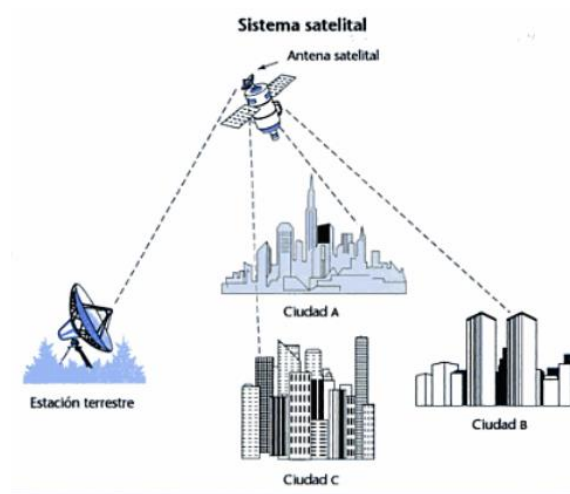 Sistema satelital
Antena satelital
Ciudad A
Estación terrestre
Ciudad B
Ciudad C